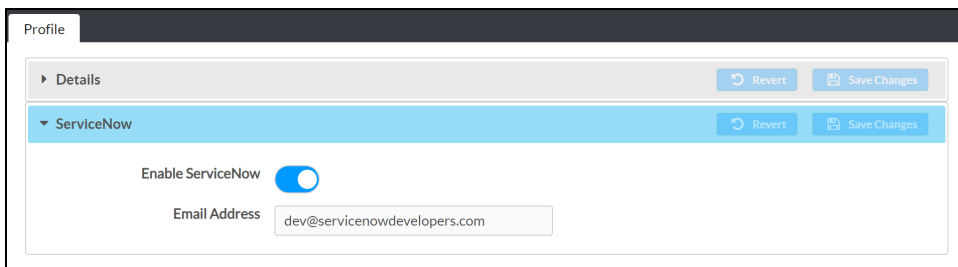 Profile
Details Revert Save Changes
ServiceNow Revert Save Changes
Enable ServiceNow
Email Address dev@servicenowdevelopers.com